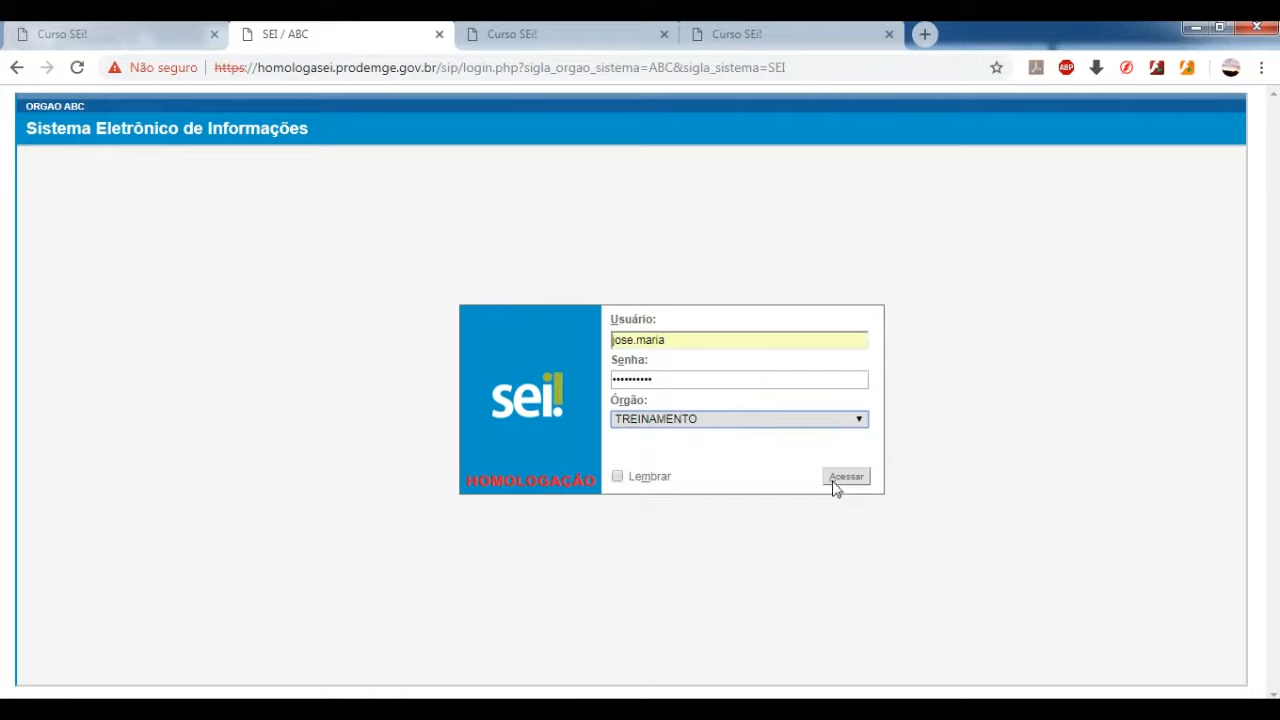 Curso SEi!
SEI / ABC
Curso SEi!
Curso SEi!
Não seguro
https://homologasei.prodemge.gov.br/sip/login.php?sigla_orgao_sistema=ABC&sigla_sistema=SEI
ABP
ORGAO ABC
Sistema Eletrônico de Informações
Usuário:
jose.maria
Senha:
••••••••••
Órgão:
TREINAMENTO
sei!
HOMOLOGAÇÃO
Lembrar
Acessar